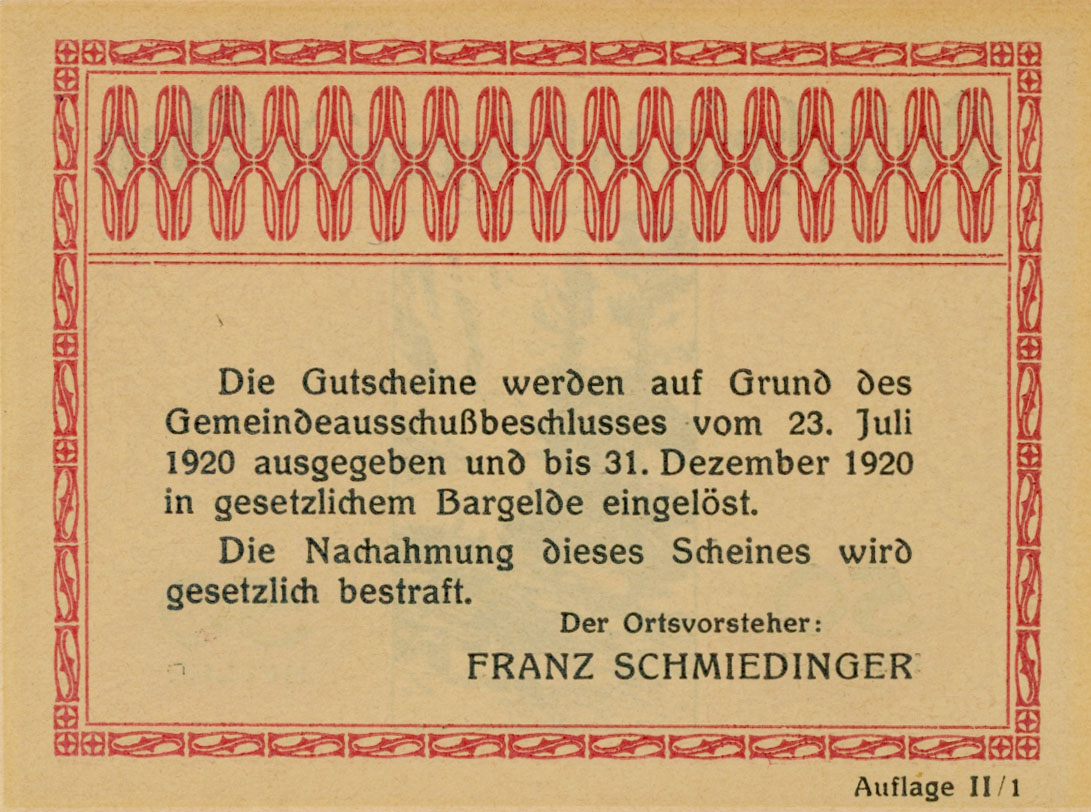 Die Gutscheine werden auf Grund des
Gemeindeausschußbeschlusses vom 23. Juli
1920 ausgegeben und bis 31. Dezember 1920
in gesetzlichem Bargelde eingelöst.
Die Nachahmung dieses Scheines wird
gesetzlich bestraft.
Der Ortsvorsteher:
FRANZ SCHMIEDINGER
Auflage II/1